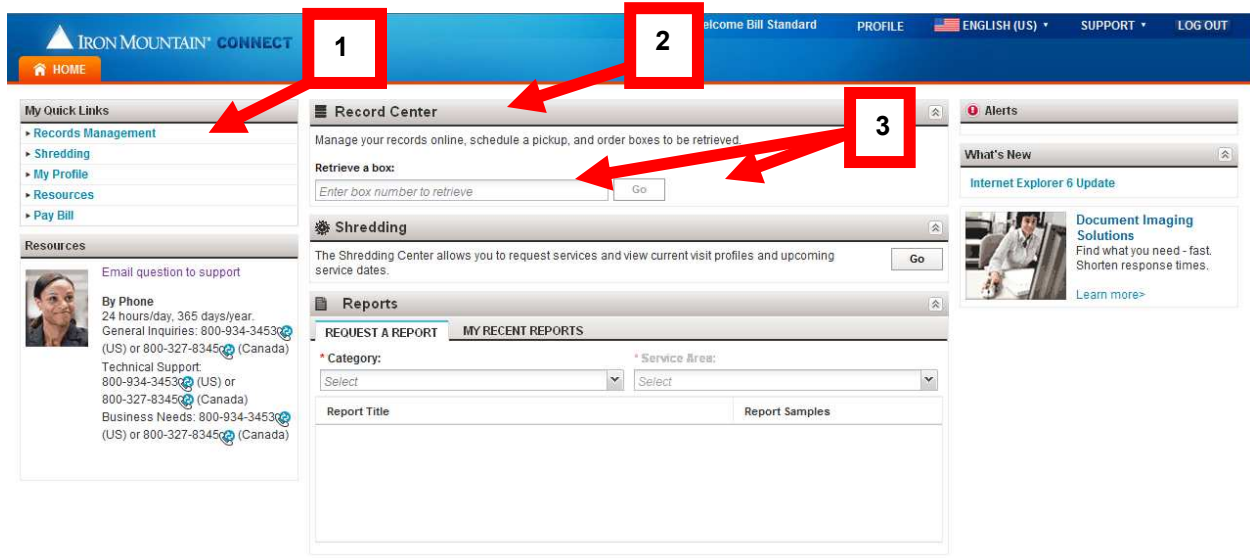 IRON MOUNTAIN® CONNECT
1
2
elcome Bill Standard
PROFILE
ENGLISH (US)
SUPPORT
LOG OUT
HOME
My Quick Links
Records Management
Shredding
My Profile
Resources
Pay Bill
Resources
Email question to support
By Phone
24 hours/day, 365 days/year.
General Inquiries: 800-934-3453
(US) or 800-327-8345 (Canada)
Technical Support:
800-934-3453 (US) or
800-327-8345 (Canada)
Business Needs: 800-934-3453
(US) or 800-327-8345 (Canada)
Record Center
3
Manage your records online, schedule a pickup, and order boxes to be retrieved.
Retrieve a box:
Enter box number to retrieve
Go
Shredding
The Shredding Center allows you to request services and view current visit profiles and upcoming
service dates.
Go
Reports
REQUEST A REPORT
MY RECENT REPORTS
* Category:
* Service Area:
Select
Select
Report Title
Report Samples
Alerts
What's New
Internet Explorer 6 Update
Document Imaging
Solutions
Find what you need - fast.
Shorten response times.
Learn more>